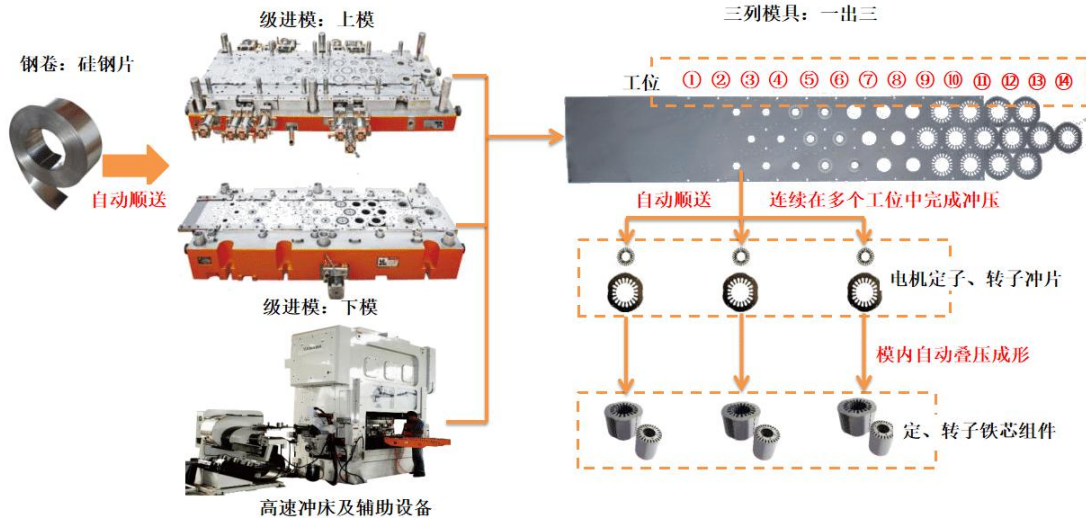 级进模：上模
三列模具：一出三
钢卷：硅钢片
工位 ① ② ③ ④ ⑤ ⑥ ⑦ ⑧ ⑨ ⑩ ⑪ ⑫ ⑬ ⑭
自动顺送
自动顺送
连续在多个工位中完成冲压
电机定子、转子冲片
级进模：下模
模内自动叠压成形
定、转子铁芯组件
高速冲床及辅助设备